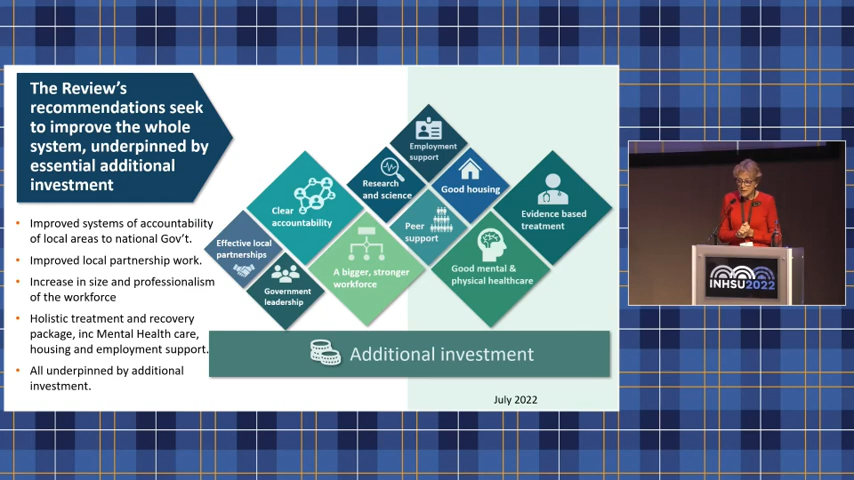 The Review's
recommendations seek
to improve the whole
system, underpinned by
essential additional
investment
• Improved systems of accountability
of local areas to national Gov't.
• Improved local partnership work.
• Increase in size and professionalism
of the workforce
• Holistic treatment and recovery
package, inc Mental Health care,
housing and employment support.
• All underpinned by additional
investment.
Employment
support
Research
and science
Good housing
Clear
accountability
Peer
support
Evidence based
treatment
Effective local
partnerships
A bigger, stronger
workforce
Good mental &
physical healthcare
Government
leadership
Additional investment
July 2022
INHSU2022